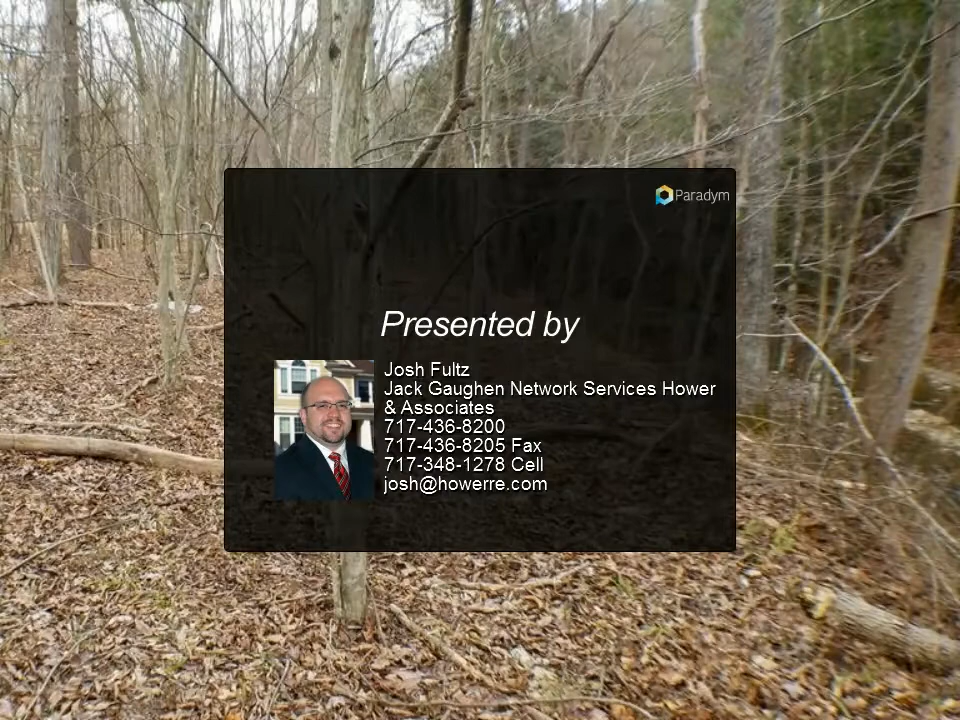 Paradym
Presented by
Josh Fultz
Jack Gaughen Network Services Hower
& Associates
717-436-8200
717-436-8205 Fax
717-348-1278 Cell
josh@howerre.com